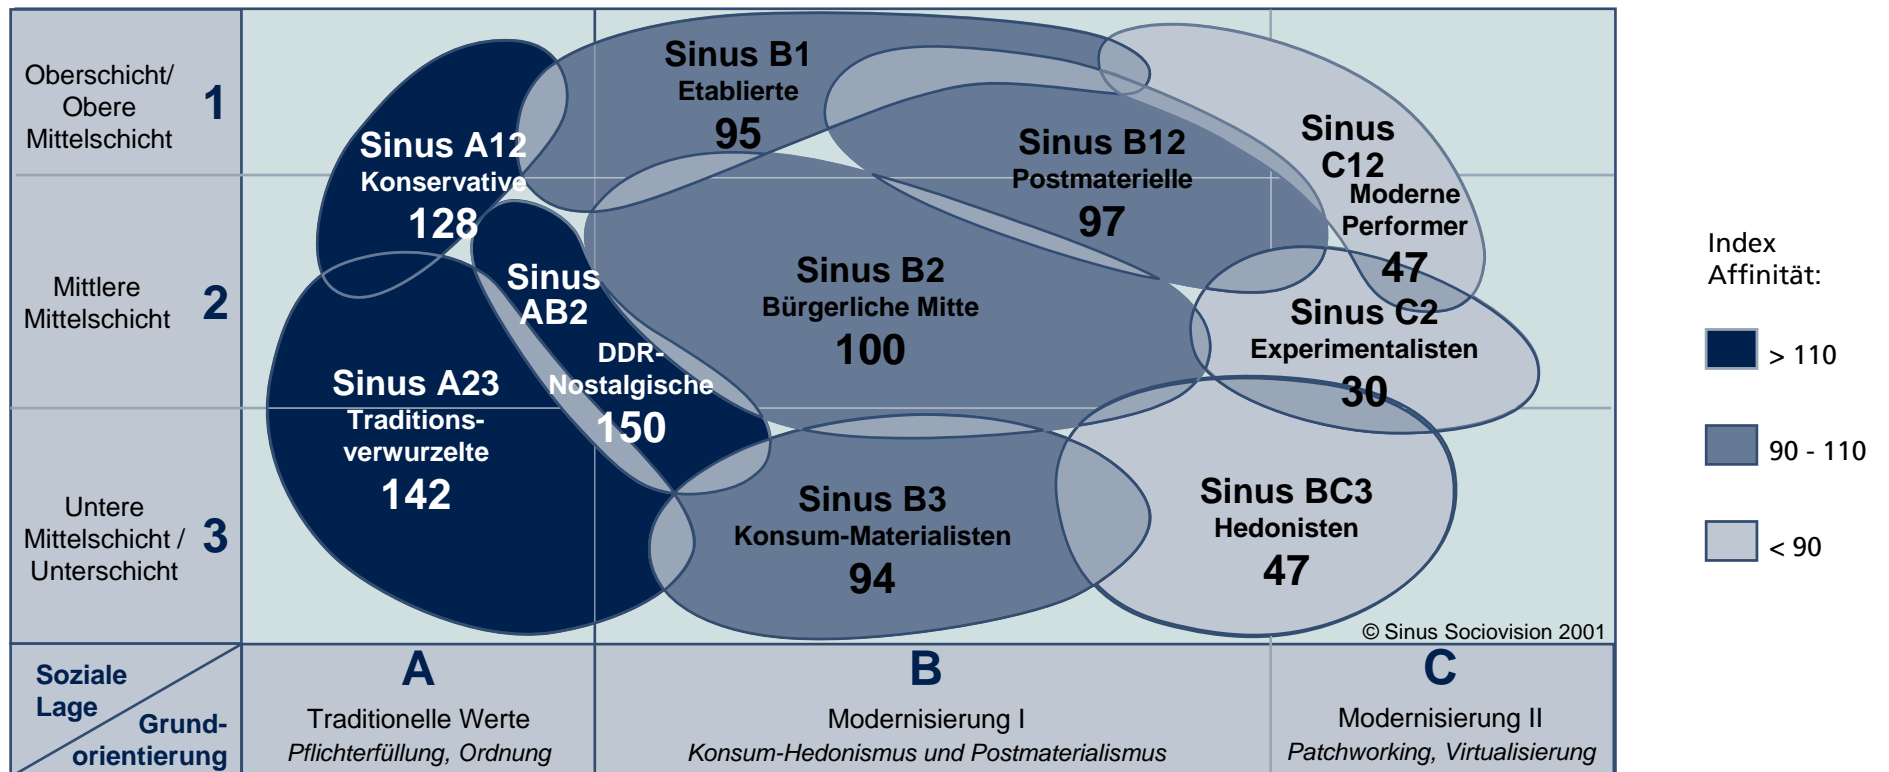 Oberschicht/
Obere
Mittelschicht
1
Mittlere
Mittelschicht
2
Untere
Mittelschicht /
Unterschicht
3
Sinus A12
Konservative
128
Sinus B1
Etablierte
95
Sinus B12
Postmaterielle
97
Sinus
C12
Moderne
Performer
47
Sinus
AB2
DDR-
Nostalgische
150
Sinus B2
Bürgerliche Mitte
100
Sinus C2
Experimentalisten
30
Sinus A23
Traditions-
verwurzelte
142
Sinus B3
Konsum-Materialisten
94
Sinus BC3
Hedonisten
47
© Sinus Sociovision 2001
Soziale
Lage
Grund-
orientierung
A
Traditionelle Werte
Pflichterfüllung, Ordnung
B
Modernisierung I
Konsum-Hedonismus und Postmaterialismus
C
Modernisierung II
Patchworking, Virtualisierung
Index
Affinität:
> 110
90 - 110
< 90